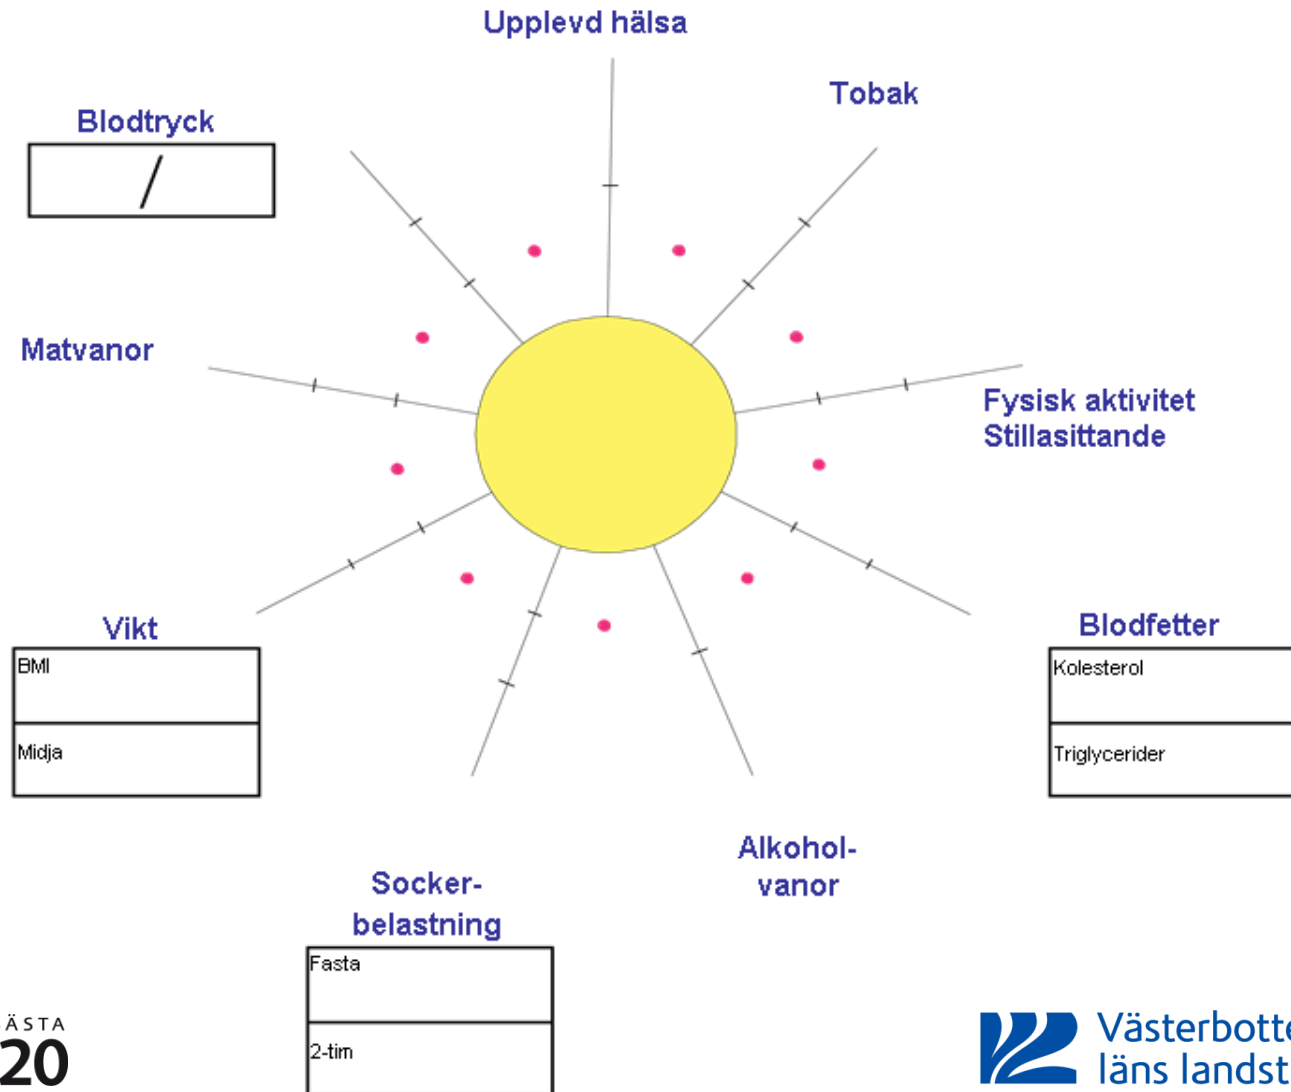 Upplevd hälsa
Tobak
Blodtryck
/
Matvanor
Fysisk aktivitet
Stillasittande
Vikt
BMI
Midja
Blodfetter
Kolesterol
Triglycerider
Alkohol-
vanor
Socker-
belastning
Fasta
2-tim
ÄSTA
20
Västerbotte
läns landst